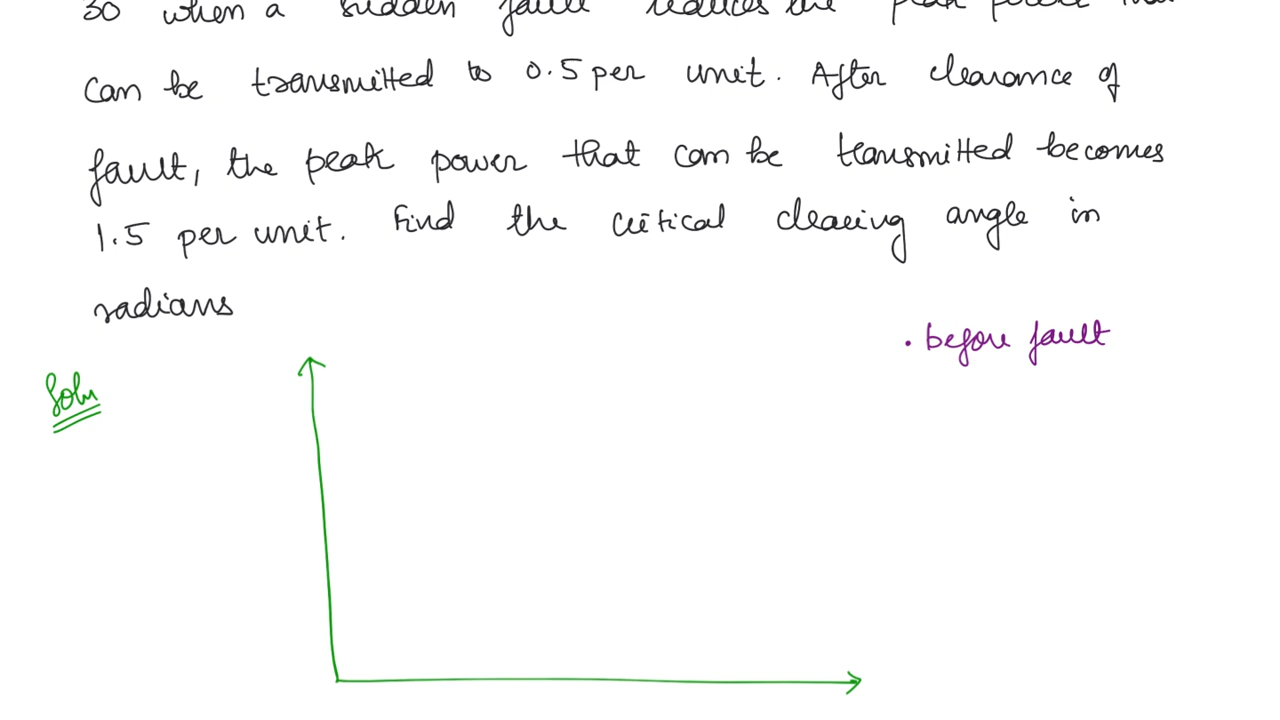 30 when a sudden fault reduces the peak power
can be transmitted to 0.5 per unit. After clearance of
fault, the peak power that can be transmitted becomes
1.5 per unit. Find the critical clearing angle in
radians
. before fault
Soln